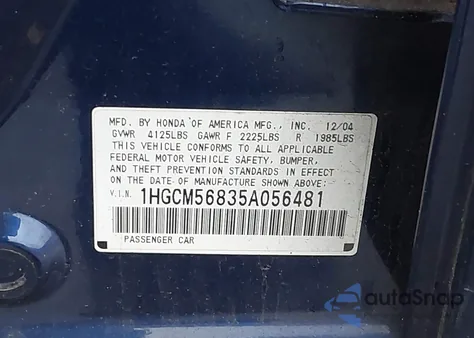 MFD. BY HONDA OF AMERICA MFG., INC. 12/04
GVWR 4125LBS GAWR F 2225LBS R 1985LBS
THIS VEHICLE CONFORMS TO ALL APPLICABLE
FEDERAL MOTOR VEHICLE SAFETY, BUMPER,
AND THEFT PREVENTION STANDARDS IN EFFECT
ON THE DATE OF MANUFACTURE SHOWN ABOVE.
V.I.N. 1HGCM56835A056481
PASSENGER CAR
autoSnap